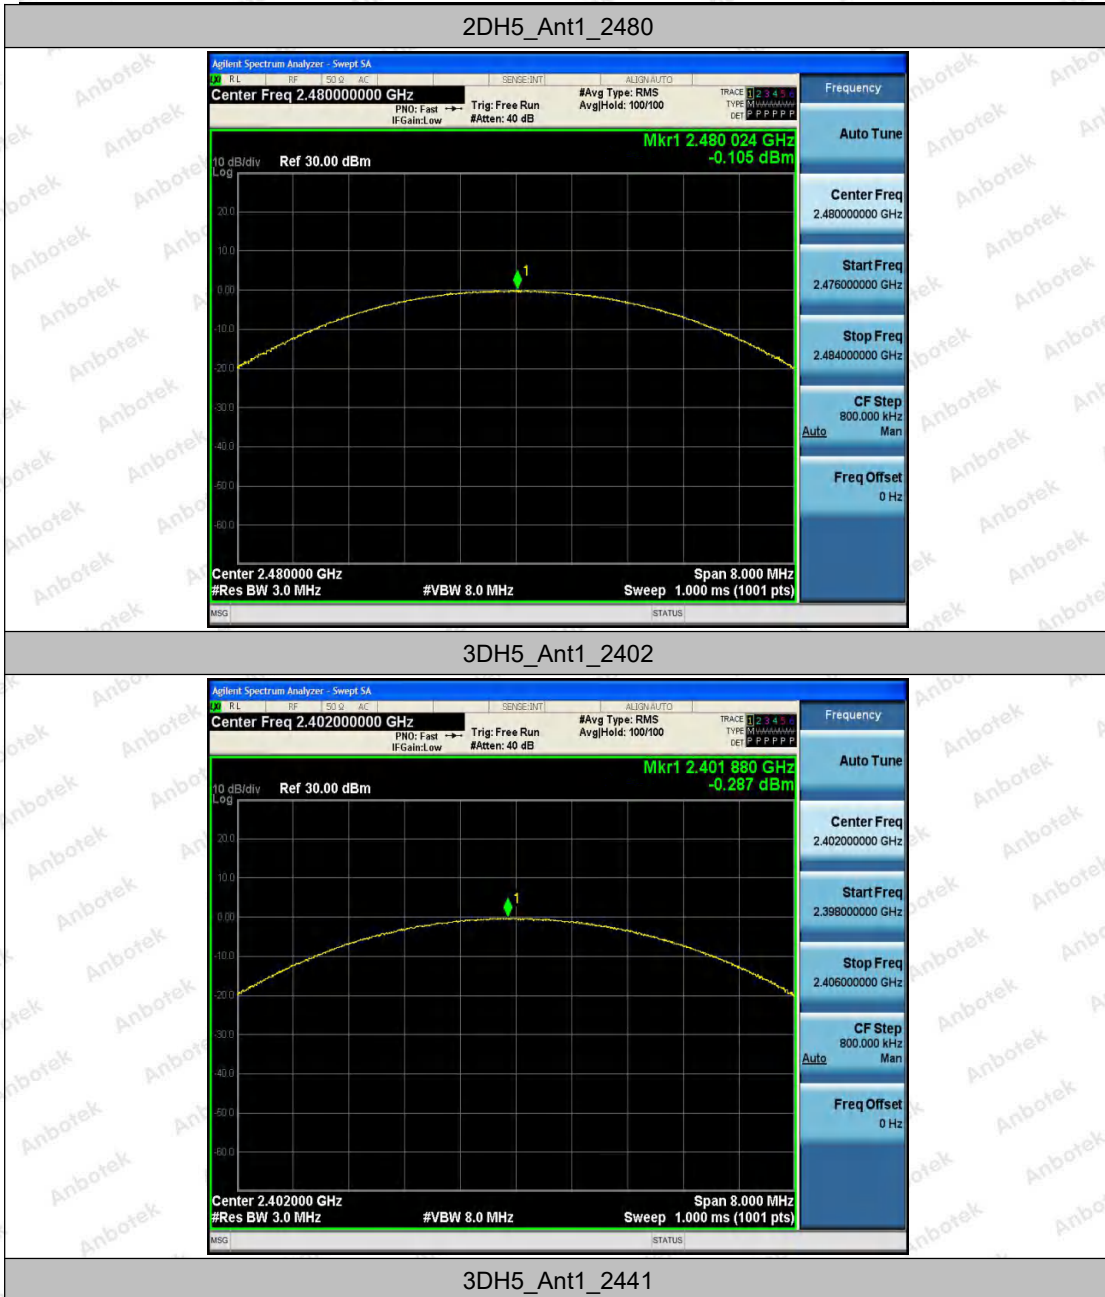 2DH5_Ant1_2480
Agilent Spectrum Analyzer - Swept SA
LXI RL RF 50 Ω AC SENSE:INT ALIGN AUTO
Center Freq 2.480000000 GHz
PNO: Fast
IFGain:Low
Trig: Free Run
#Atten: 40 dB
#Avg Type: RMS
Avg|Hold: 100/100
TRACE 1 2 3 4 5 6
TYPE M
DET P P P P P P
Mkr1 2.480 024 GHz
-0.105 dBm
10 dB/div Ref 30.00 dBm
Log
20.0
10.0
0.00
-10.0
-20.0
-30.0
-40.0
-50.0
-60.0
1
Center 2.480000 GHz Span 8.000 MHz
#Res BW 3.0 MHz #VBW 8.0 MHz Sweep 1.000 ms (1001 pts)
MSG STATUS
Frequency
Auto Tune
Center Freq
2.480000000 GHz
Start Freq
2.476000000 GHz
Stop Freq
2.484000000 GHz
CF Step
800.000 kHz
Auto Man
Freq Offset
0 Hz
3DH5_Ant1_2402
Agilent Spectrum Analyzer - Swept SA
LXI RL RF 50 Ω AC SENSE:INT ALIGN AUTO
Center Freq 2.402000000 GHz
PNO: Fast
IFGain:Low
Trig: Free Run
#Atten: 40 dB
#Avg Type: RMS
Avg|Hold: 100/100
TRACE 1 2 3 4 5 6
TYPE M
DET P P P P P P
Mkr1 2.401 880 GHz
-0.287 dBm
10 dB/div Ref 30.00 dBm
Log
20.0
10.0
0.00
-10.0
-20.0
-30.0
-40.0
-50.0
-60.0
1
Center 2.402000 GHz Span 8.000 MHz
#Res BW 3.0 MHz #VBW 8.0 MHz Sweep 1.000 ms (1001 pts)
MSG STATUS
Frequency
Auto Tune
Center Freq
2.402000000 GHz
Start Freq
2.398000000 GHz
Stop Freq
2.406000000 GHz
CF Step
800.000 kHz
Auto Man
Freq Offset
0 Hz
3DH5_Ant1_2441
Anbotek